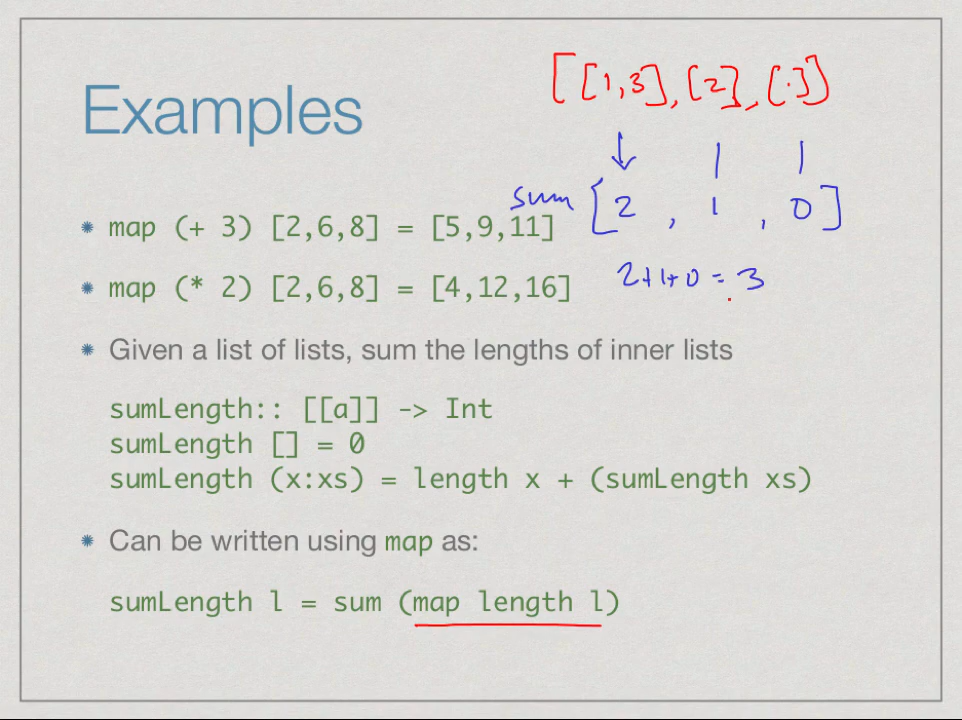 [[1,3],[2],[.]]
Examples
sum [2, 1, 0]
map (+ 3) [2,6,8] = [5,9,11]
2+1+0 = 3
map (* 2) [2,6,8] = [4,12,16]
Given a list of lists, sum the lengths of inner lists
sumLength:: [[a]] -> Int
sumLength [] = 0
sumLength (x:xs) = length x + (sumLength xs)
Can be written using map as:
sumLength l = sum (map length l)